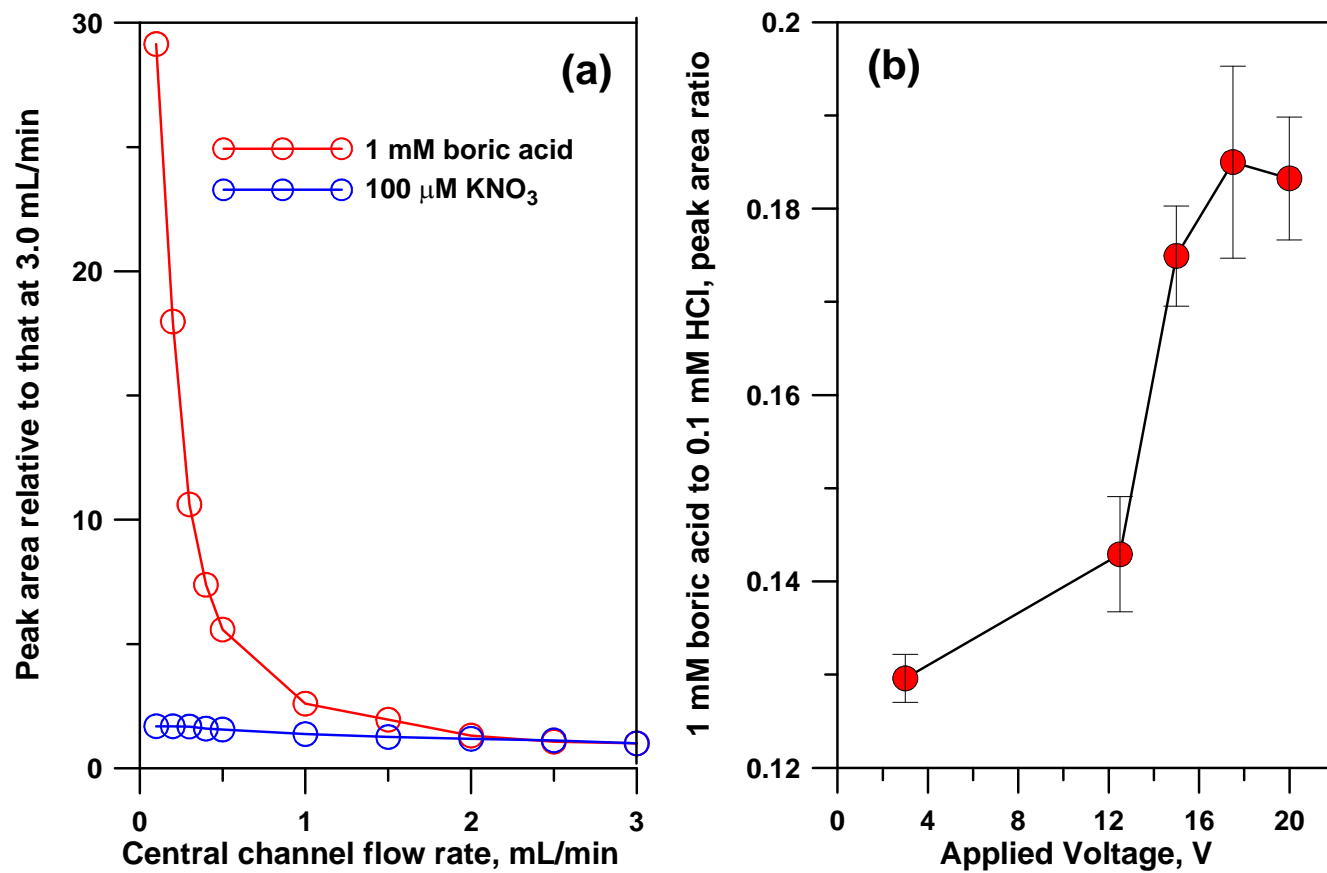 Peak area relative to that at 3.0 mL/min
30
20
10
0
(a)
1 mM boric acid
100 μM KNO3
0
1
2
3
Central channel flow rate, mL/min
1 mM boric acid to 0.1 mM HCl, peak area ratio
0.2
0.18
0.16
0.14
0.12
(b)
0
4
8
12
16
20
Applied Voltage, V